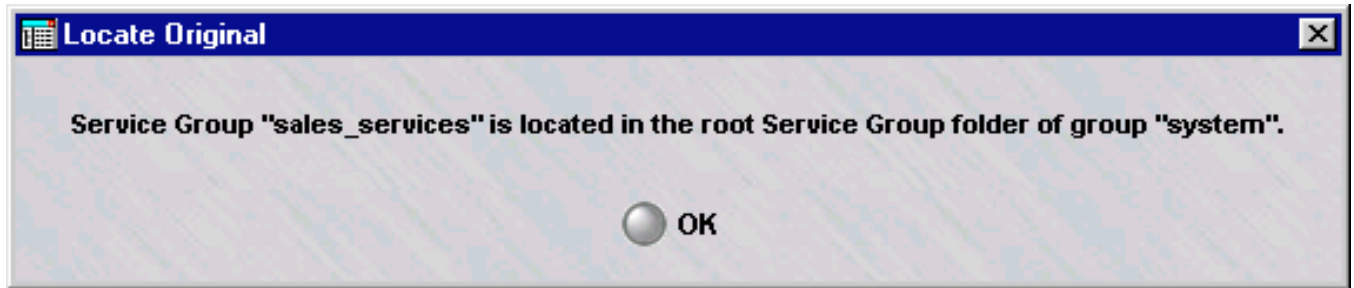 Locate Original
Service Group "sales_services" is located in the root Service Group folder of group "system".
OK